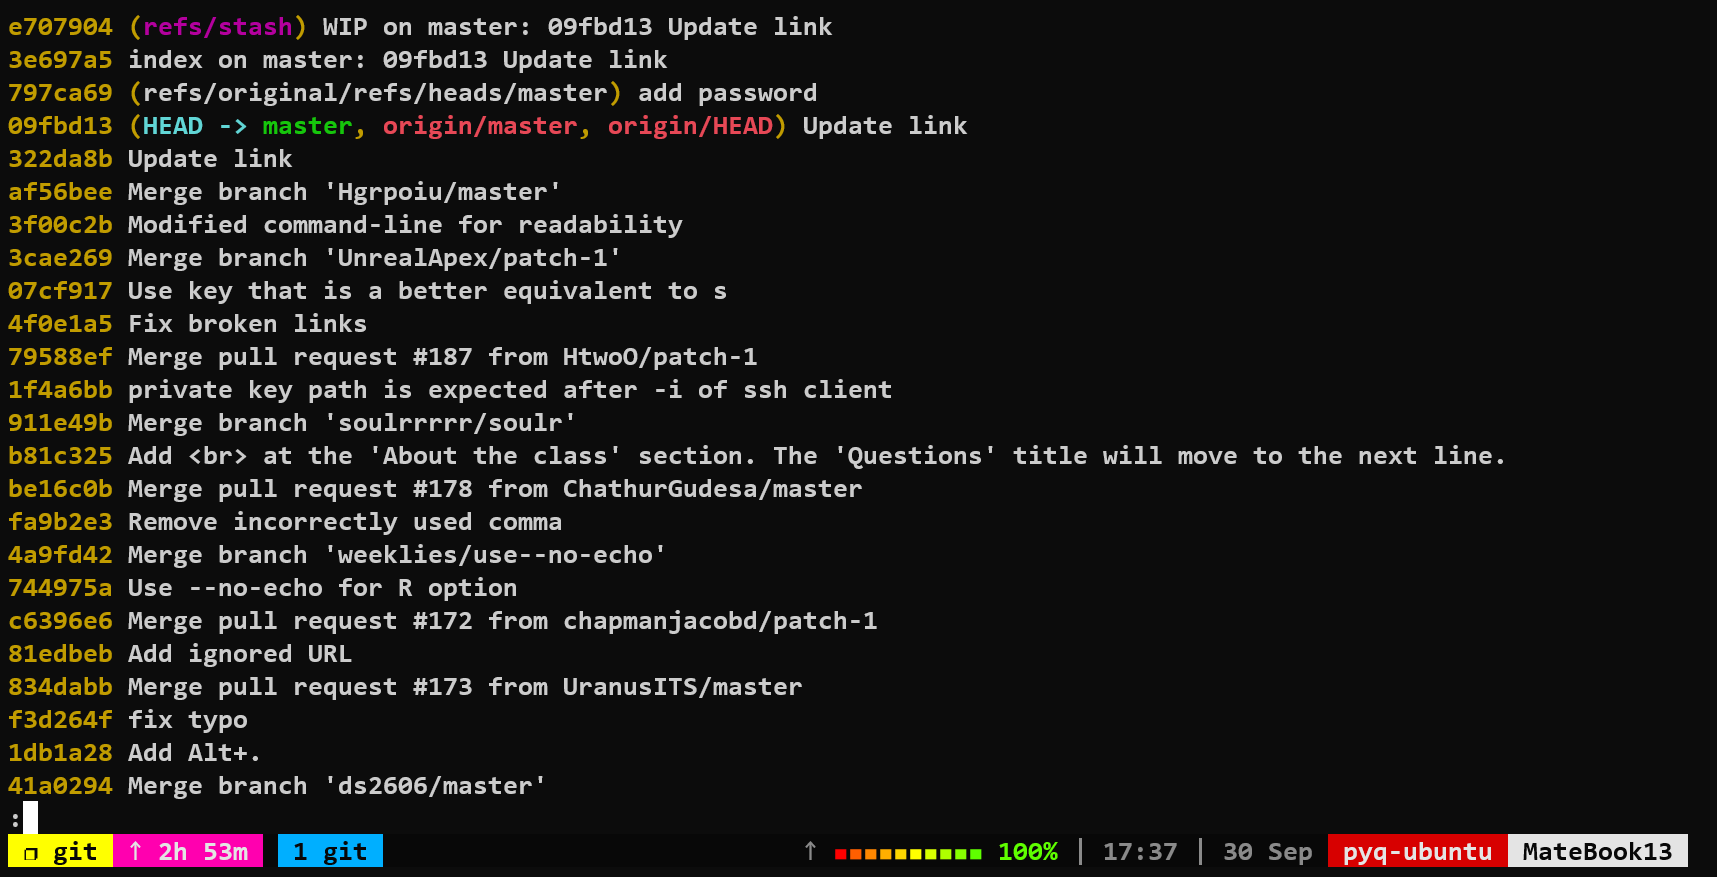 e707904 (refs/stash) WIP on master: 09fbd13 Update link
3e697a5 index on master: 09fbd13 Update link
797ca69 (refs/original/refs/heads/master) add password
09fbd13 (HEAD -> master, origin/master, origin/HEAD) Update link
322da8b Update link
af56bee Merge branch 'Hgrpoiu/master'
3f00c2b Modified command-line for readability
3cae269 Merge branch 'UnrealApex/patch-1'
07cf917 Use key that is a better equivalent to s
4f0e1a5 Fix broken links
79588ef Merge pull request #187 from HtwoO/patch-1
1f4a6bb private key path is expected after -i of ssh client
911e49b Merge branch 'soulrrrrr/soulr'
b81c325 Add <br> at the 'About the class' section. The 'Questions' title will move to the next line.
be16c0b Merge pull request #178 from ChathurGudesa/master
fa9b2e3 Remove incorrectly used comma
4a9fd42 Merge branch 'weeklies/use--no-echo'
744975a Use --no-echo for R option
c6396e6 Merge pull request #172 from chapmanjacobd/patch-1
81edbeb Add ignored URL
834dabb Merge pull request #173 from UranusITS/master
f3d264f fix typo
1db1a28 Add Alt+.
41a0294 Merge branch 'ds2606/master'
:
❐ git ↑ 2h 53m 1 git ↑ 100% | 17:37 | 30 Sep pyq-ubuntu MateBook13